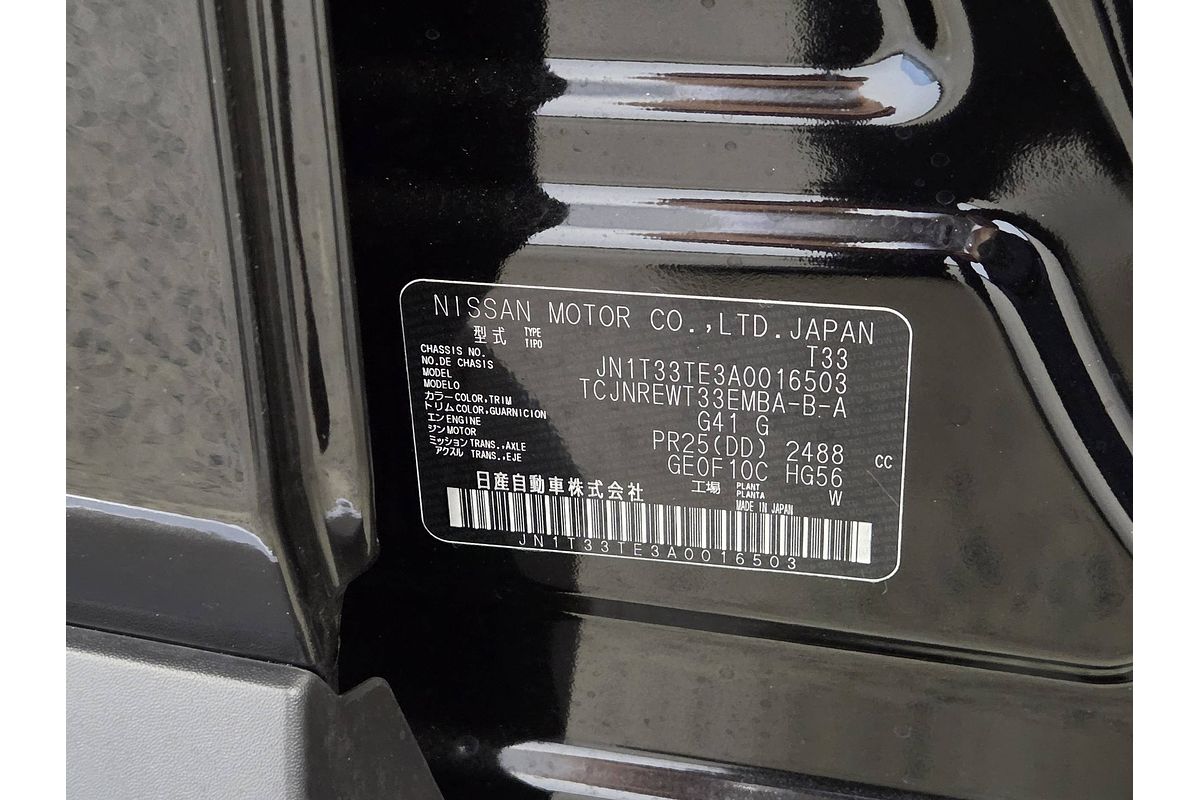 NISSAN MOTOR CO.,LTD.JAPAN
型式 TYPE TIPO T33
CHASSIS NO.
NO.DE CHASIS JN1T33TE3A0016503
MODEL
MODELO TCJNREWT33EMBA-B-A
カラーCOLOR,TRIM
トリムCOLOR,GUARNICION G41 G
エンENGINE
ジンMOTOR PR25(DD) 2488 CC
ミッションTRANS.,AXLE
アクスル TRANS.,EJE GE0F10C HG56
日産自動車株式会社 工場 PLANT PLANTA W
MADE IN JAPAN
JN1T33TE3A0016503